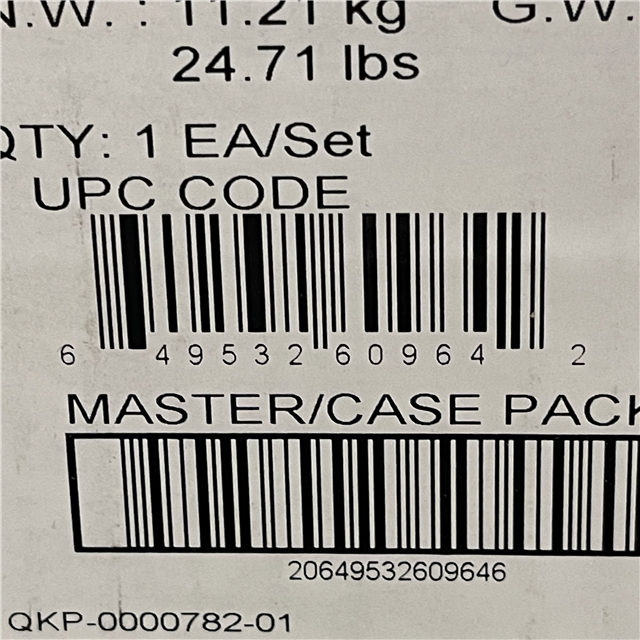 N.W. : 11.21 kg G.W.
24.71 lbs
QTY: 1 EA/Set
UPC CODE
6 49532 60964 2
MASTER/CASE PACK
20649532609646
QKP-0000782-01